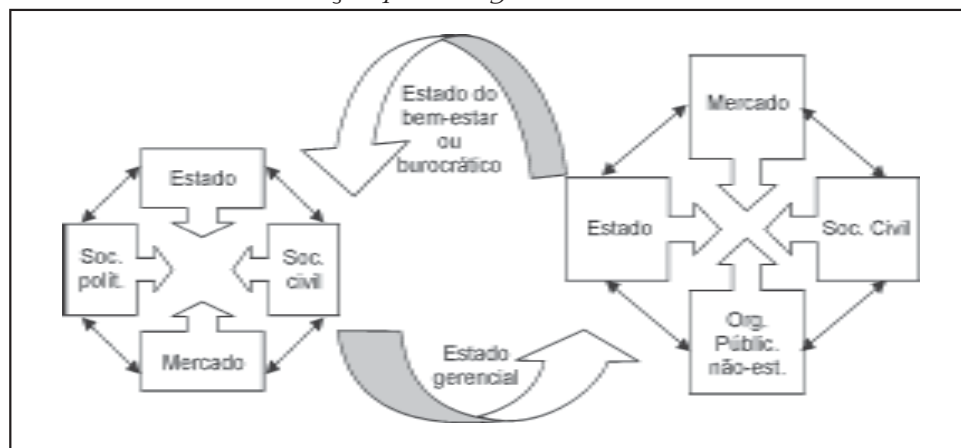 Estado do
bem-estar
ou
burocrático
Estado
Soc.
polít.
Soc.
civil
Mercado
Estado
gerencial
Mercado
Estado
Soc. Civil
Org.
Públic.
não-est.